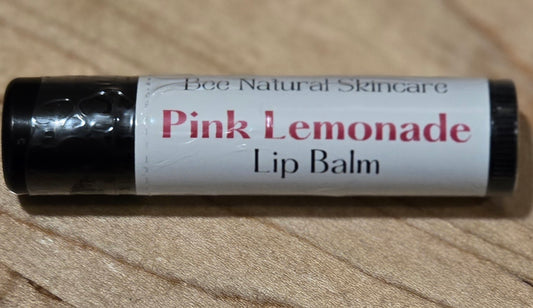 Bee Natural Skincare
Pink Lemonade
Lip Balm